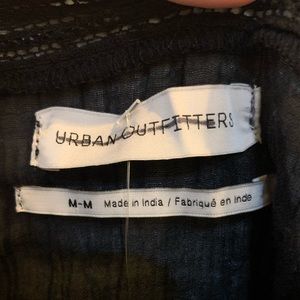 URBAN OUTFITTERS
M-M Made in India / Fabriqué en Inde